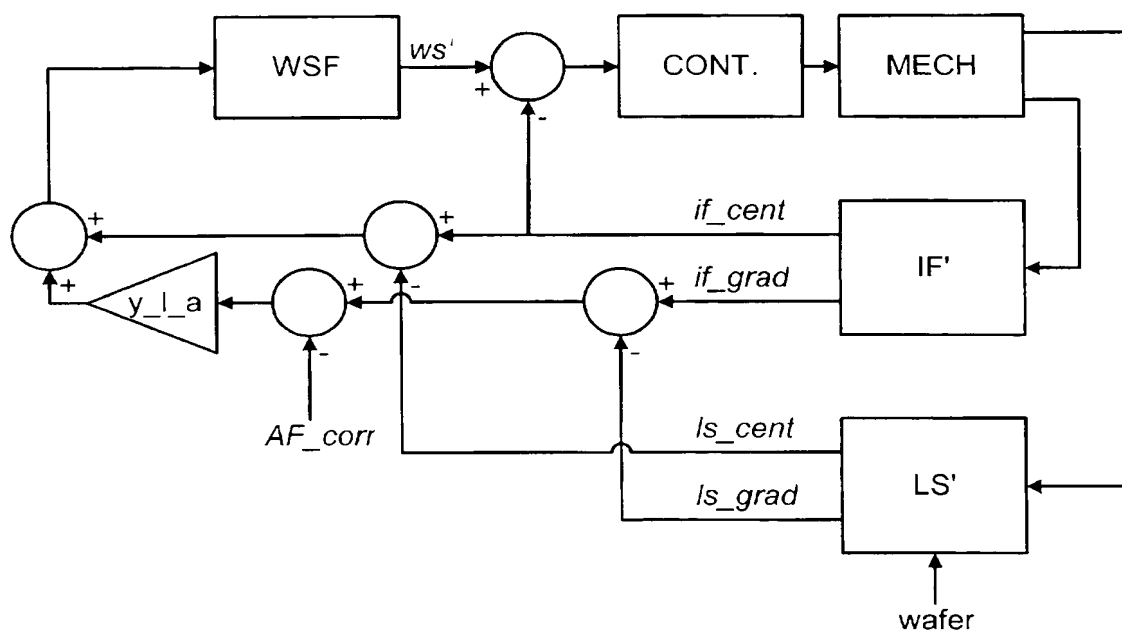 WSF
ws'
+
-
CONT.
MECH
+
+
y_l_a
+
-
+
-
if_cent
if_grad
+
-
IF'
AF_corr
ls_cent
ls_grad
LS'
wafer